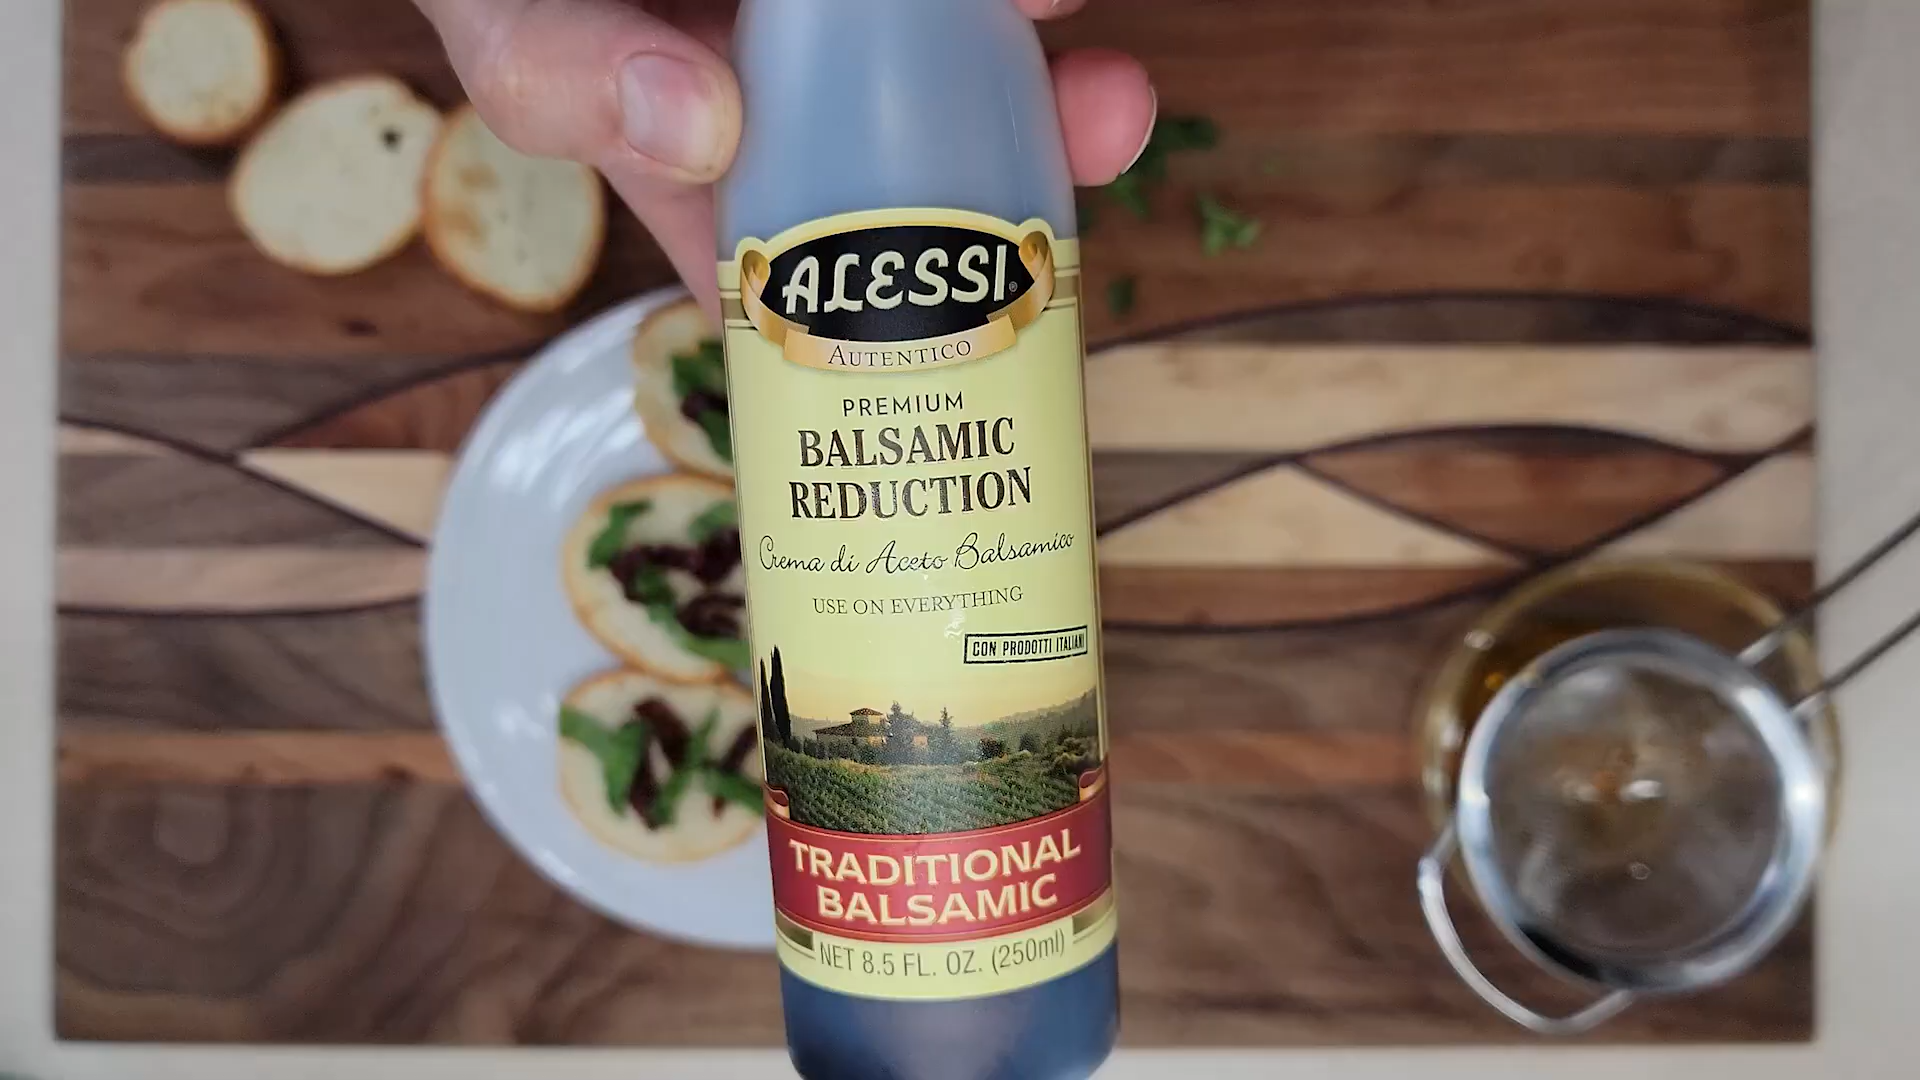 ALESSI®
AUTENTICO
PREMIUM
BALSAMIC
REDUCTION
Crema di Aceto Balsamico
USE ON EVERYTHING
CON PRODOTTI ITALIANI
TRADITIONAL
BALSAMIC
NET 8.5 FL. OZ. (250ml)